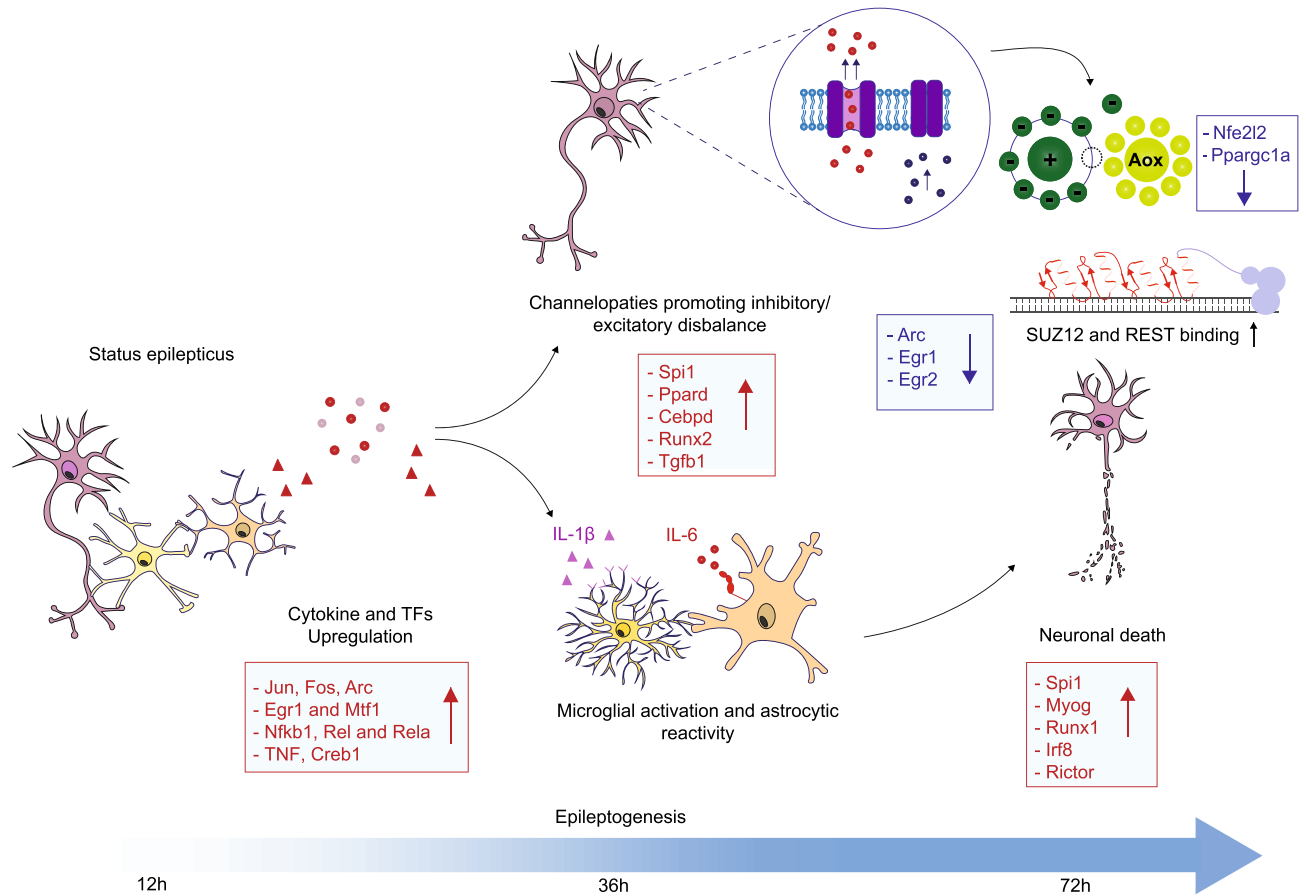 +
Aox
- Nfe2l2
- Ppargc1a
Channelopaties promoting inhibitory/
excitatory disbalance
- Spi1
- Ppard
- Cebpd
- Runx2
- Tgfb1
- Arc
- Egr1
- Egr2
SUZ12 and REST binding
Status epilepticus
Cytokine and TFs
Upregulation
- Jun, Fos, Arc
- Egr1 and Mtf1
- Nfkb1, Rel and Rela
- TNF, Creb1
IL-1β
IL-6
Microglial activation and astrocytic
reactivity
Neuronal death
- Spi1
- Myog
- Runx1
- Irf8
- Rictor
Epileptogenesis
12h
36h
72h